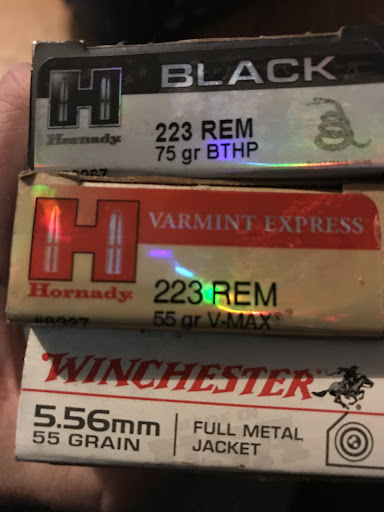 H BLACK
Hornady
223 REM
75 gr BTHP
H VARMINT EXPRESS
Hornady
223 REM
55 gr V-MAX®
WINCHESTER
5.56mm
55 GRAIN
FULL METAL
JACKET